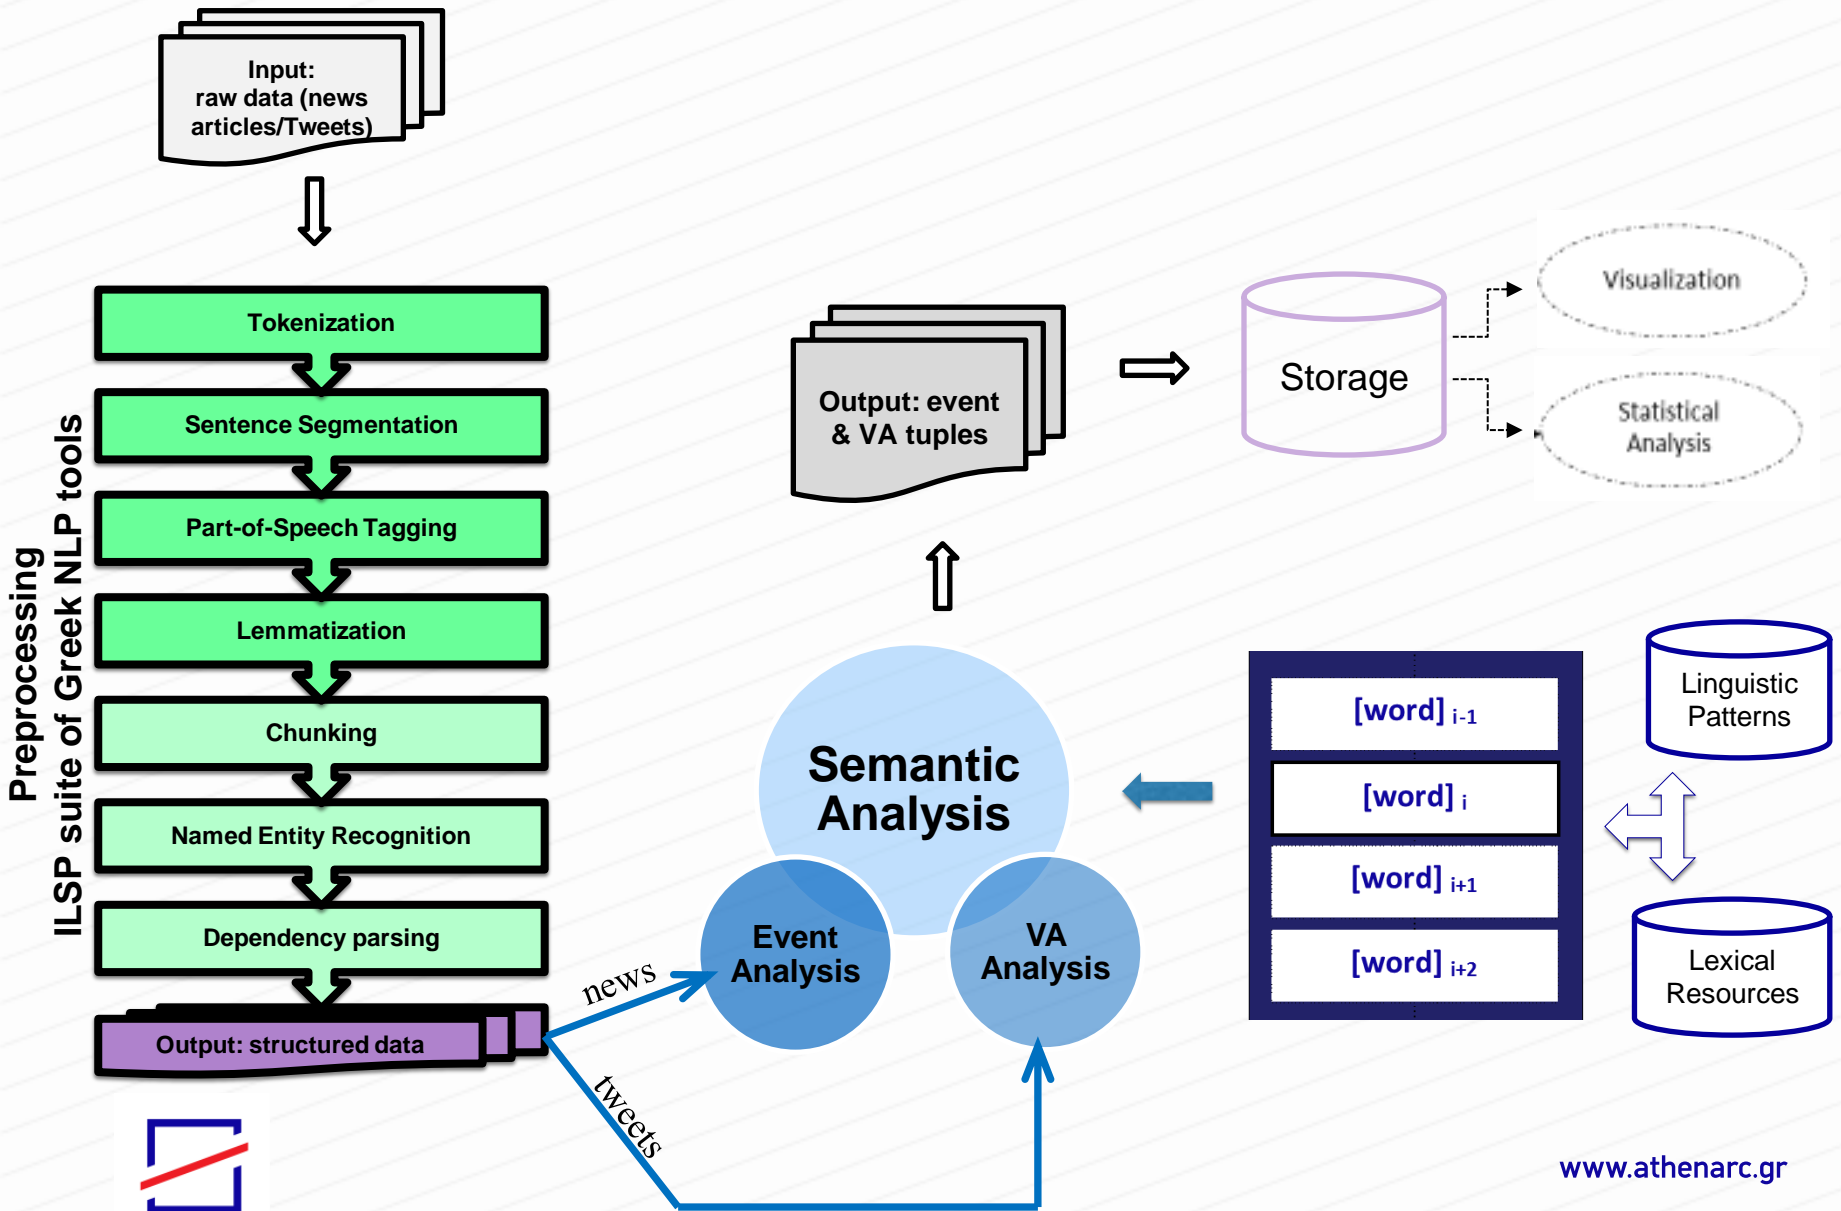 Input:
raw data (news
articles/Tweets)
Preprocessing
ILSP suite of Greek NLP tools
Tokenization
Sentence Segmentation
Part-of-Speech Tagging
Lemmatization
Chunking
Named Entity Recognition
Dependency parsing
Output: structured data
news
tweets
Semantic
Analysis
Event
Analysis
VA
Analysis
Output: event
& VA tuples
Storage
Visualization
Statistical
Analysis
[word] i-1
[word] i
[word] i+1
[word] i+2
Linguistic
Patterns
Lexical
Resources
www.athenarc.gr